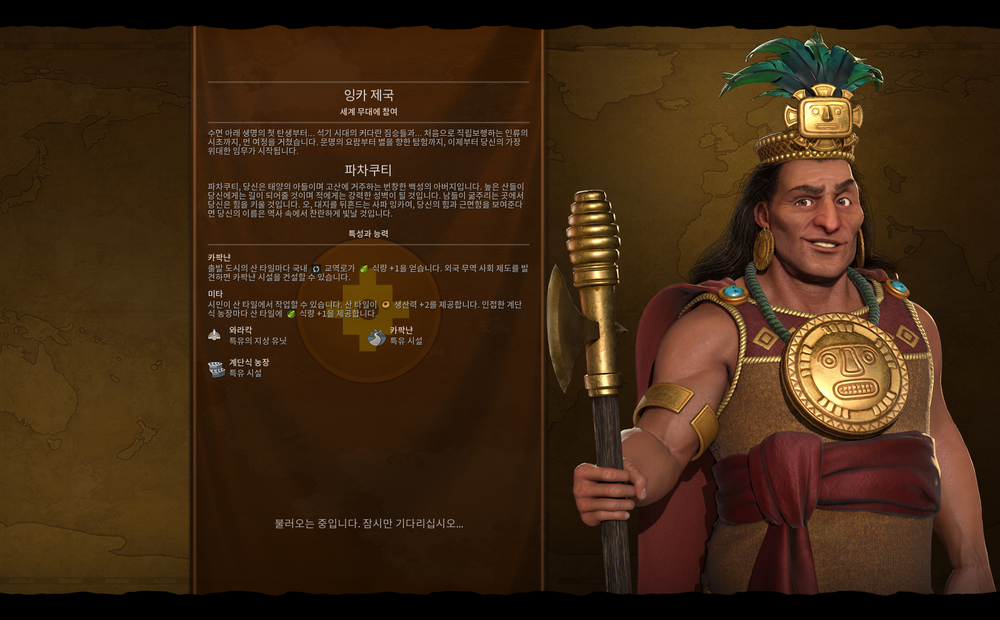 잉카 제국
세계 무대에 참여
수면 아래 생명의 첫 탄생부터... 석기 시대의 커다란 짐승들과... 처음으로 직립보행하는 인류의
시초까지, 먼 여정을 거쳤습니다. 문명의 요람부터 별을 향한 탐험까지, 이제부터 당신의 가장
위대한 임무가 시작됩니다.
파차쿠티
파차쿠티, 당신은 태양의 아들이며 고산에 거주하는 번창한 백성의 아버지입니다. 높은 산들이
당신에게는 길이 되어줄 것이며 적에게는 강력한 성벽이 될 것입니다. 남들이 굶주리는 곳에서
당신은 힘을 키울 것입니다. 오, 대지를 뒤흔드는 사파 잉카여, 당신의 힘과 근면함을 보여준다
면 당신의 이름은 역사 속에서 찬란하게 빛날 것입니다.
특성과 능력
카팍냔
출발 도시의 산 타일마다 국내 교역로가 식량 +1을 얻습니다. 외국 무역 사회 제도를 발
견하면 카팍냔 시설을 건설할 수 있습니다.
미타
시민이 산 타일에서 작업할 수 있습니다. 산 타일이 생산력 +2를 제공합니다. 인접한 계단
식 농장마다 산 타일에 식량 +1을 제공합니다.
와라칵
특유의 지상 유닛
카팍냔
특유 시설
계단식 농장
특유 시설
불러오는 중입니다. 잠시만 기다리십시오...